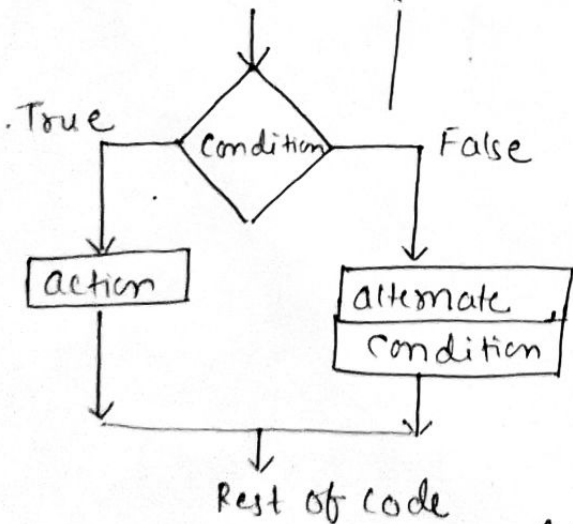 True
Condition
False
action
alternate
Condition
Rest of code